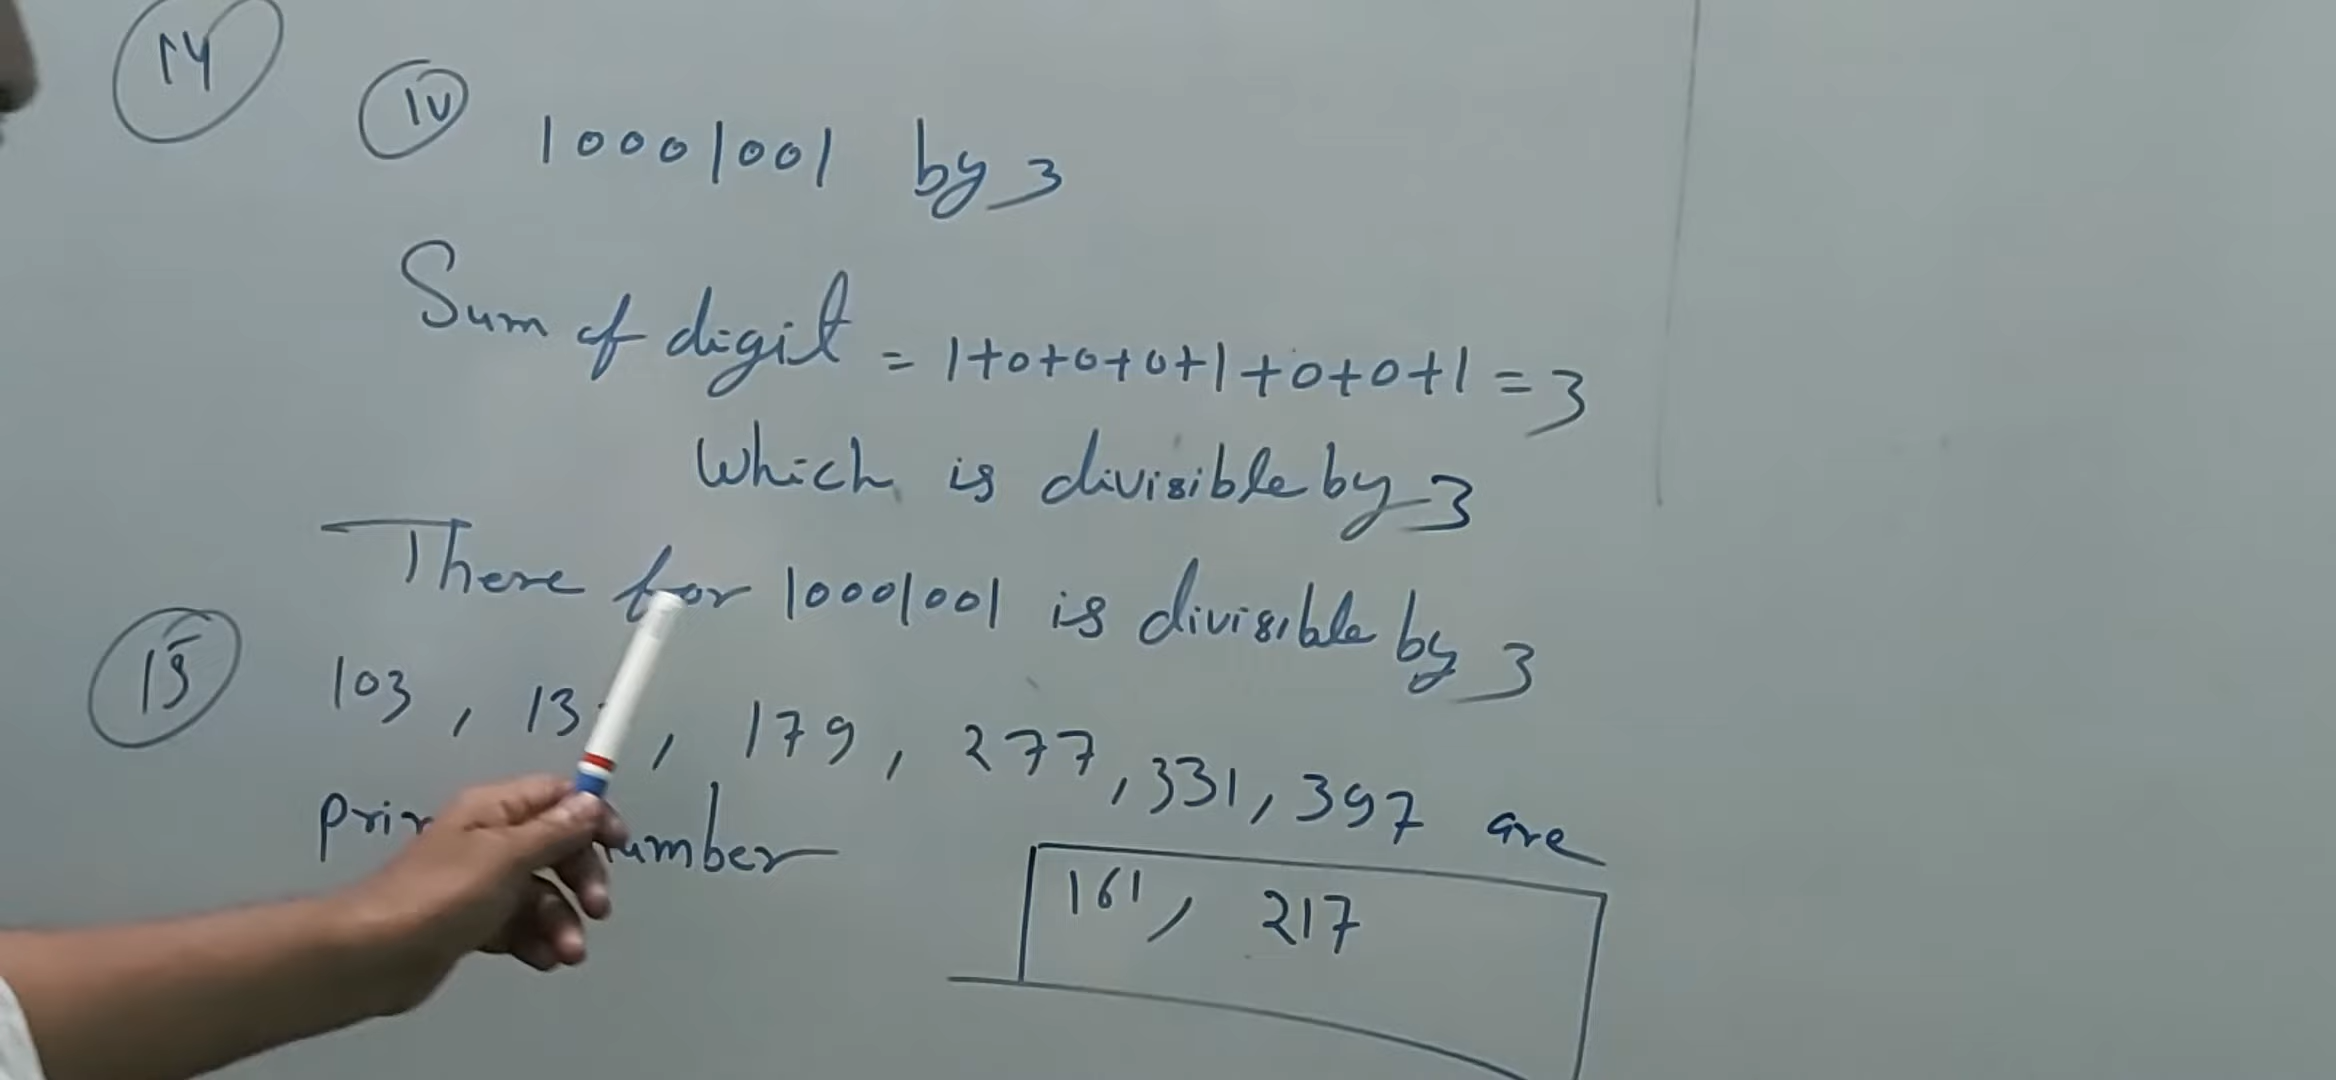 14
iv 10001001 by 3
Sum of digit = 1+0+0+0+1+0+0+1 = 3
Which is divisible by 3
There for 10001001 is divisible by 3
15 103, , 179, 277, 331, 397 are
number
161, 217